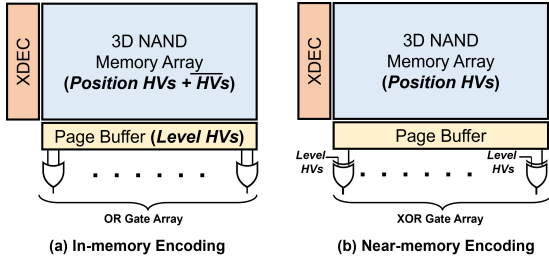 XDEC
3D NAND
Memory Array
(Position HVs + H̅V̅s̅)
Page Buffer (Level HVs)
OR Gate Array
(a) In-memory Encoding
XDEC
3D NAND
Memory Array
(Position HVs)
Page Buffer
Level
HVs
Level
HVs
XOR Gate Array
(b) Near-memory Encoding